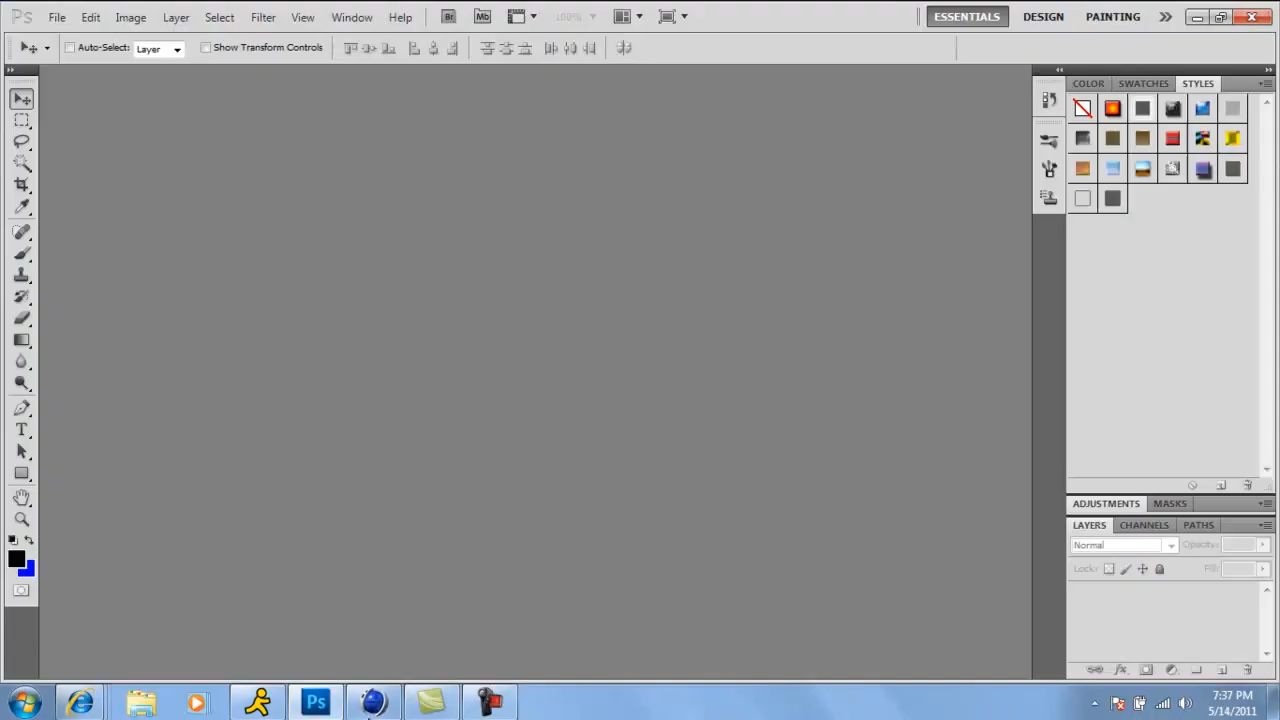 Ps File Edit Image Layer Select Filter View Window Help Br Mb 100% ESSENTIALS DESIGN PAINTING
Auto-Select: Layer Show Transform Controls
COLOR SWATCHES STYLES
T
ADJUSTMENTS MASKS
LAYERS CHANNELS PATHS
Normal Opacity:
Lock: Fill:
Ps
7:37 PM
5/14/2011